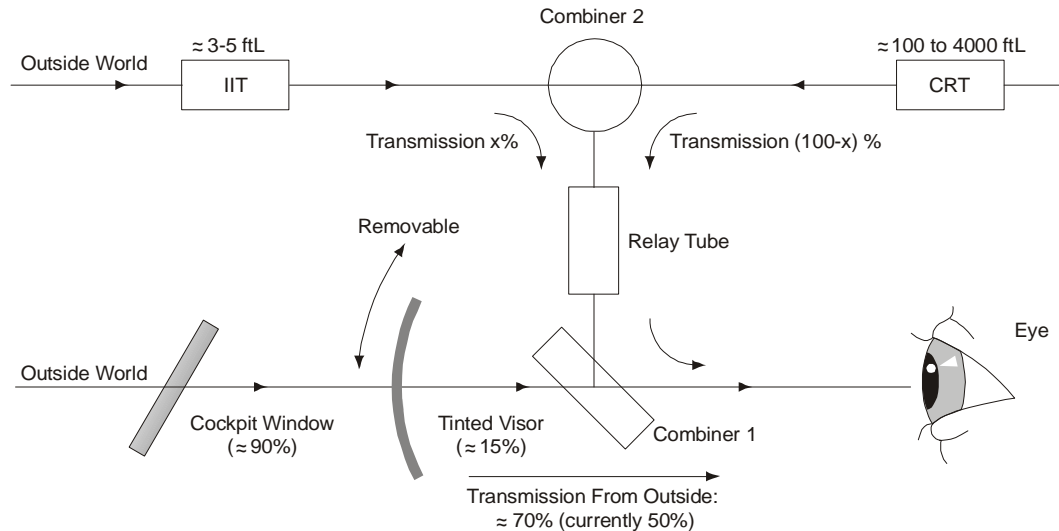 Combiner 2
≈ 3-5 ftL
≈ 100 to 4000 ftL
Outside World
IIT
CRT
Transmission x%
Transmission (100-x) %
Removable
Relay Tube
Eye
Outside World
Cockpit Window
(≈ 90%)
Tinted Visor
(≈ 15%)
Combiner 1
Transmission From Outside:
≈ 70% (currently 50%)